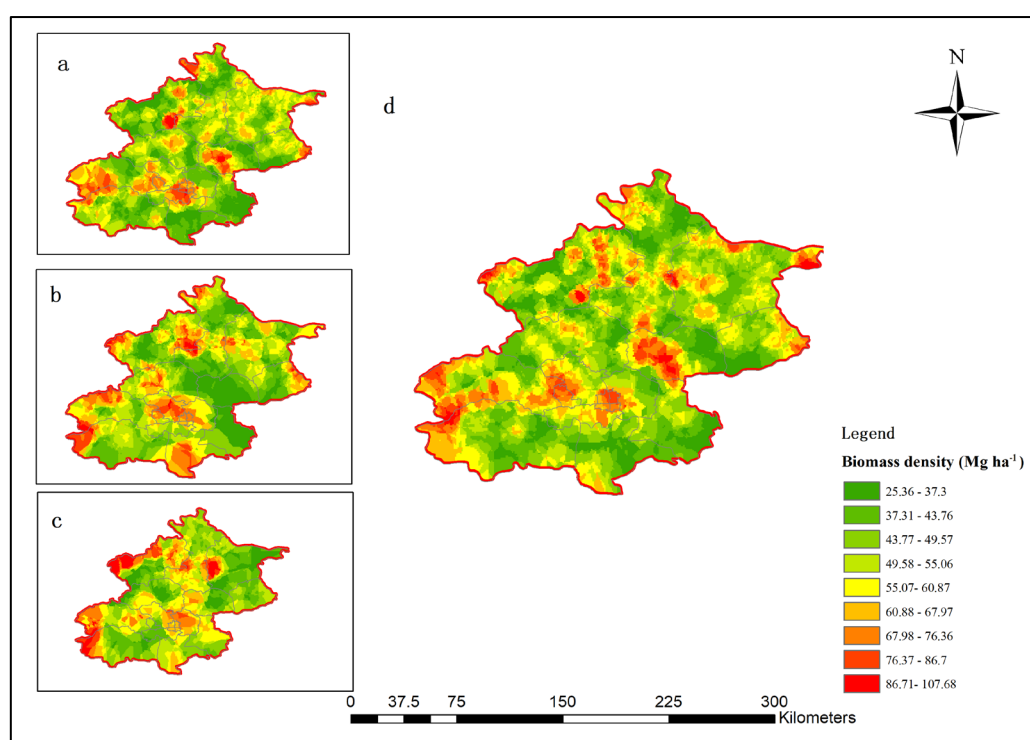 a
b
c
d
N
Legend
Biomass density (Mg ha⁻¹)
25.36 - 37.3
37.31 - 43.76
43.77 - 49.57
49.58 - 55.06
55.07- 60.87
60.88 - 67.97
67.98 - 76.36
76.37 - 86.7
86.71- 107.68
0 37.5 75 150 225 300
Kilometers